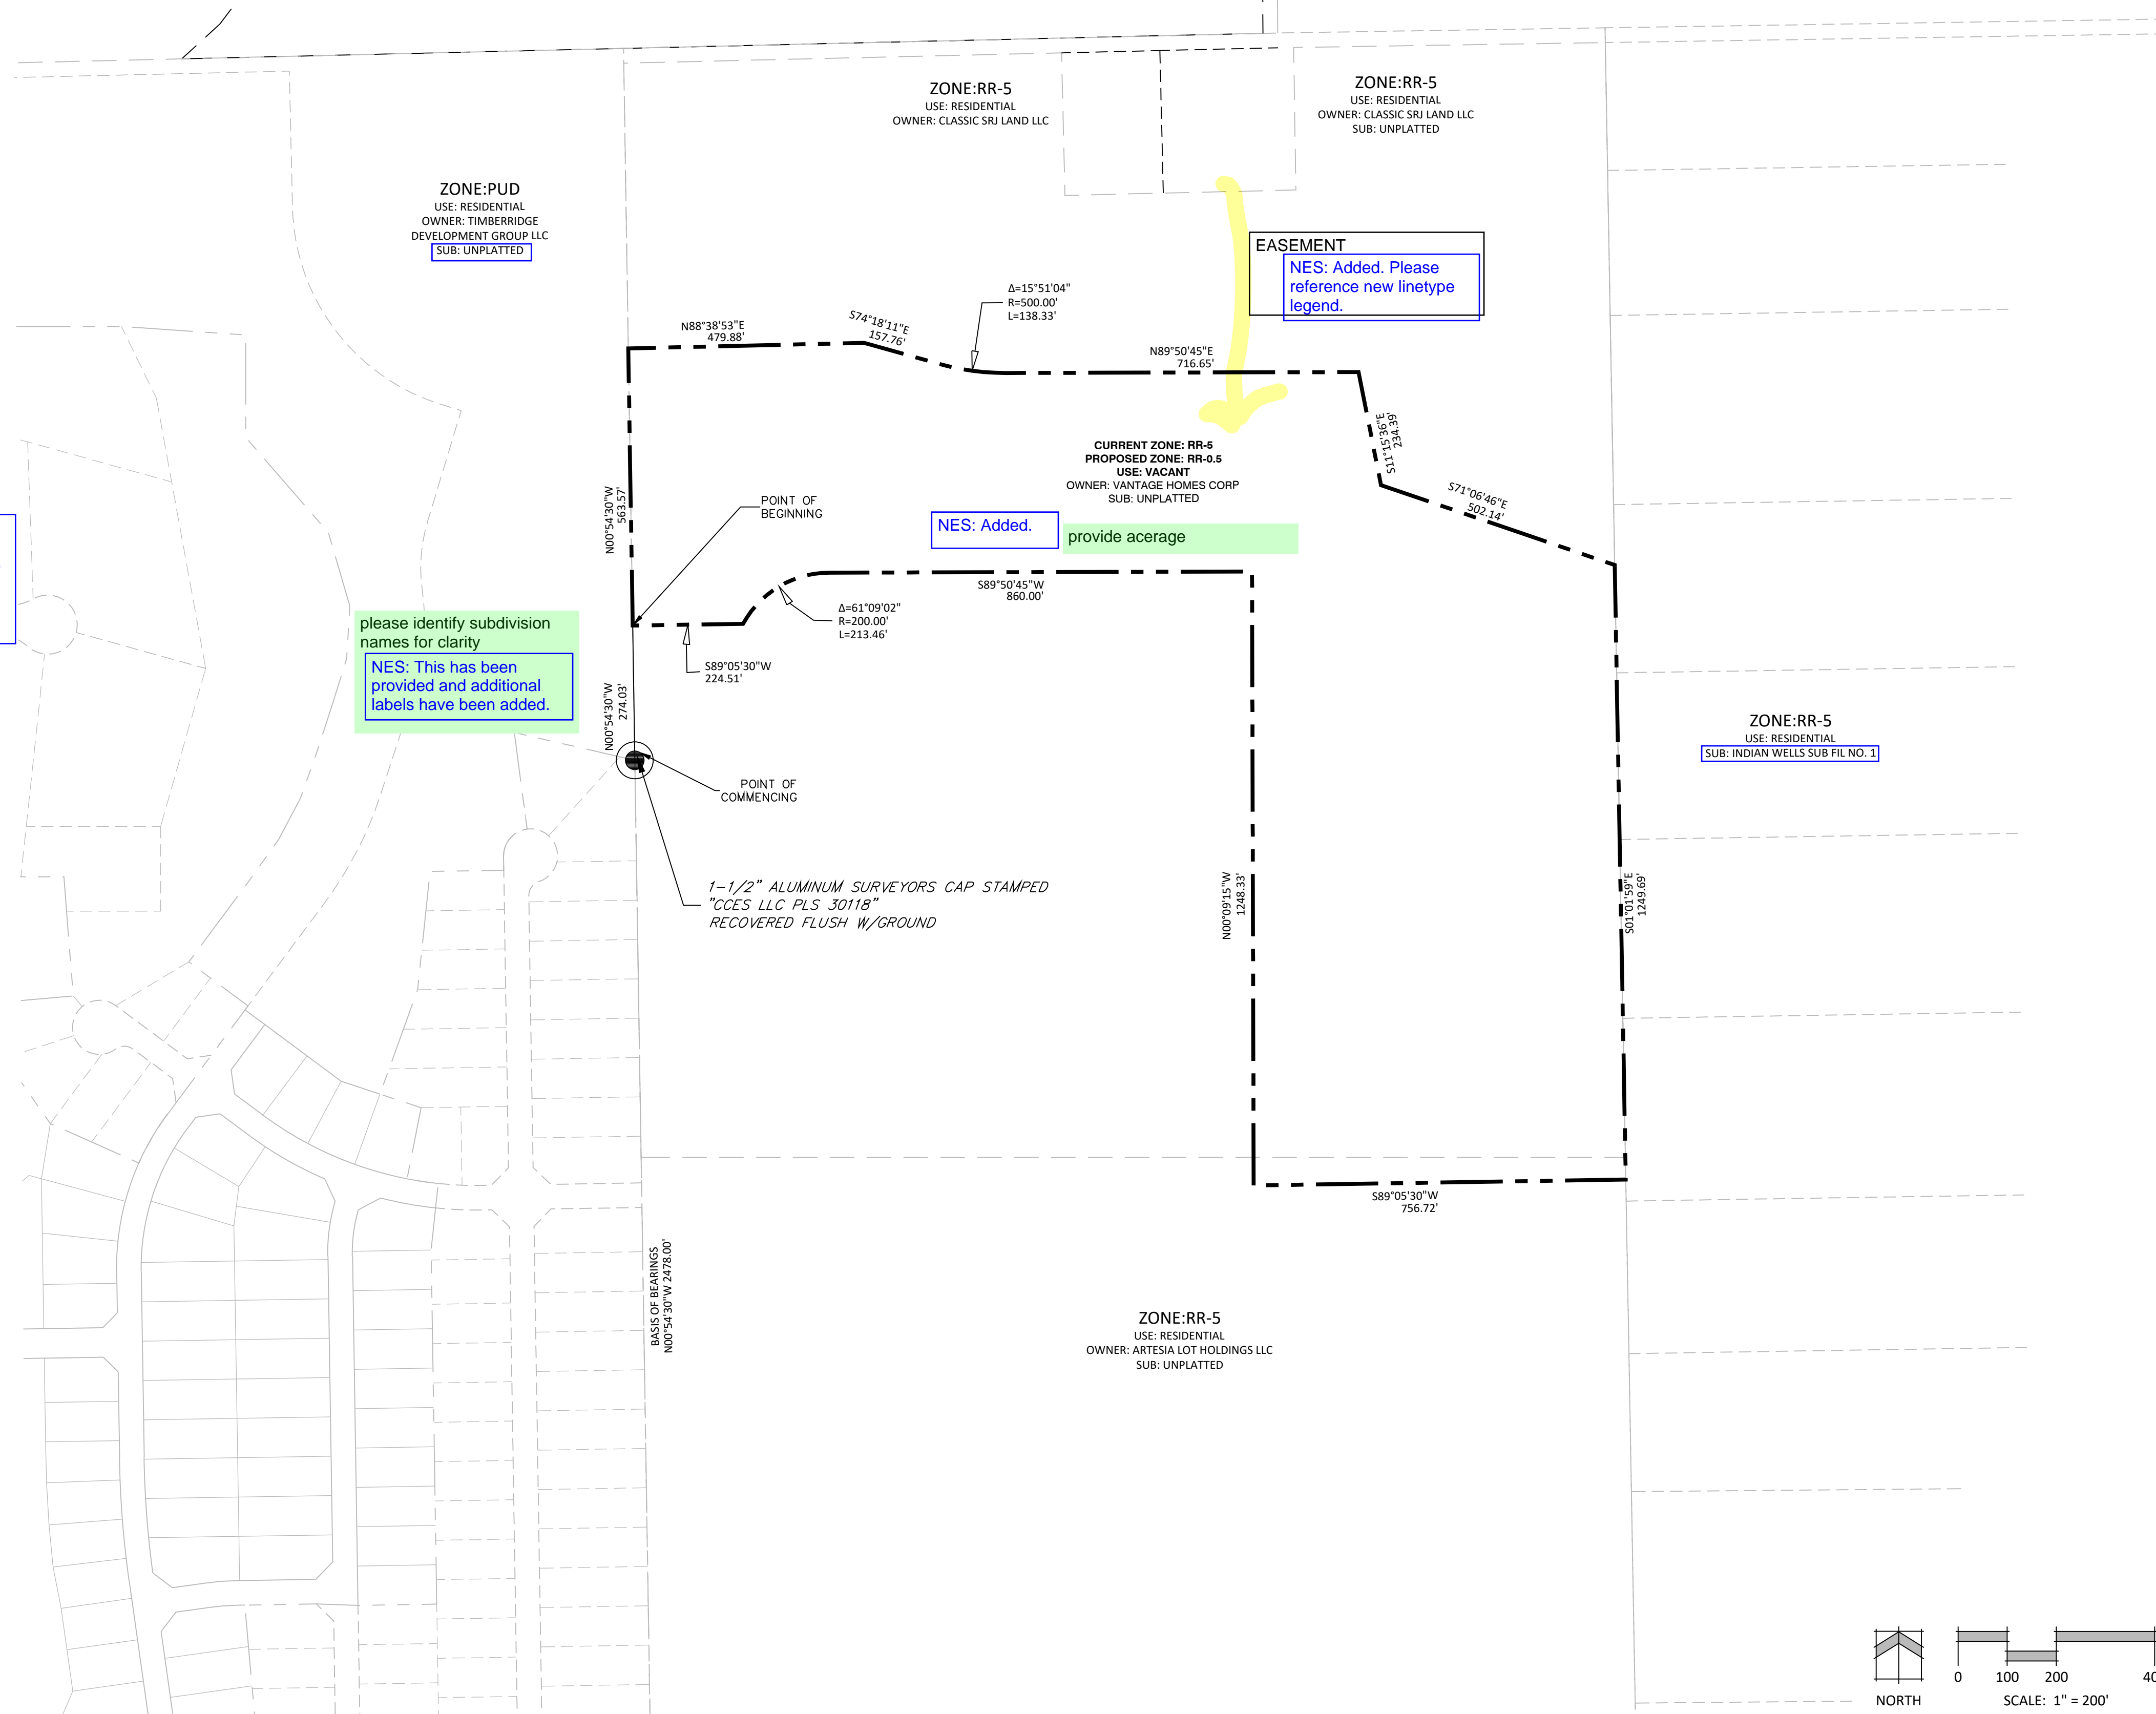 ZONE:RR-5
USE: RESIDENTIAL
OWNER: CLASSIC SRJ LAND LLC
ZONE:RR-5
USE: RESIDENTIAL
OWNER: CLASSIC SRJ LAND LLC
SUB: UNPLATTED
ZONE:PUD
USE: RESIDENTIAL
OWNER: TIMBERRIDGE
DEVELOPMENT GROUP LLC
SUB: UNPLATTED
EASEMENT
NES: Added. Please
reference new linetype
legend.
Δ=15°51'04"
R=500.00'
L=138.33'
N88°38'53"E
479.88'
S74°18'11"E
157.76'
N89°50'45"E
716.65'
S11°15'36"E
234.39'
CURRENT ZONE: RR-5
PROPOSED ZONE: RR-0.5
USE: VACANT
OWNER: VANTAGE HOMES CORP
SUB: UNPLATTED
S71°06'46"E
502.14'
N00°54'30"W
563.57'
POINT OF
BEGINNING
NES: Added.
provide acerage
S89°50'45"W
860.00'
Δ=61°09'02"
R=200.00'
L=213.46'
please identify subdivision
names for clarity
NES: This has been
provided and additional
labels have been added.
S89°05'30"W
224.51'
N00°54'30"W
274.03'
ZONE:RR-5
USE: RESIDENTIAL
SUB: INDIAN WELLS SUB FIL NO. 1
POINT OF
COMMENCING
1-1/2" ALUMINUM SURVEYORS CAP STAMPED
"CCES LLC PLS 30118"
RECOVERED FLUSH W/GROUND
N00°09'15"W
1248.33'
S01°01'59"E
1249.69'
S89°05'30"W
756.72'
BASIS OF BEARINGS
N00°54'30"W 2478.00'
ZONE:RR-5
USE: RESIDENTIAL
OWNER: ARTESIA LOT HOLDINGS LLC
SUB: UNPLATTED
0 100 200
NORTH
SCALE: 1" = 200'